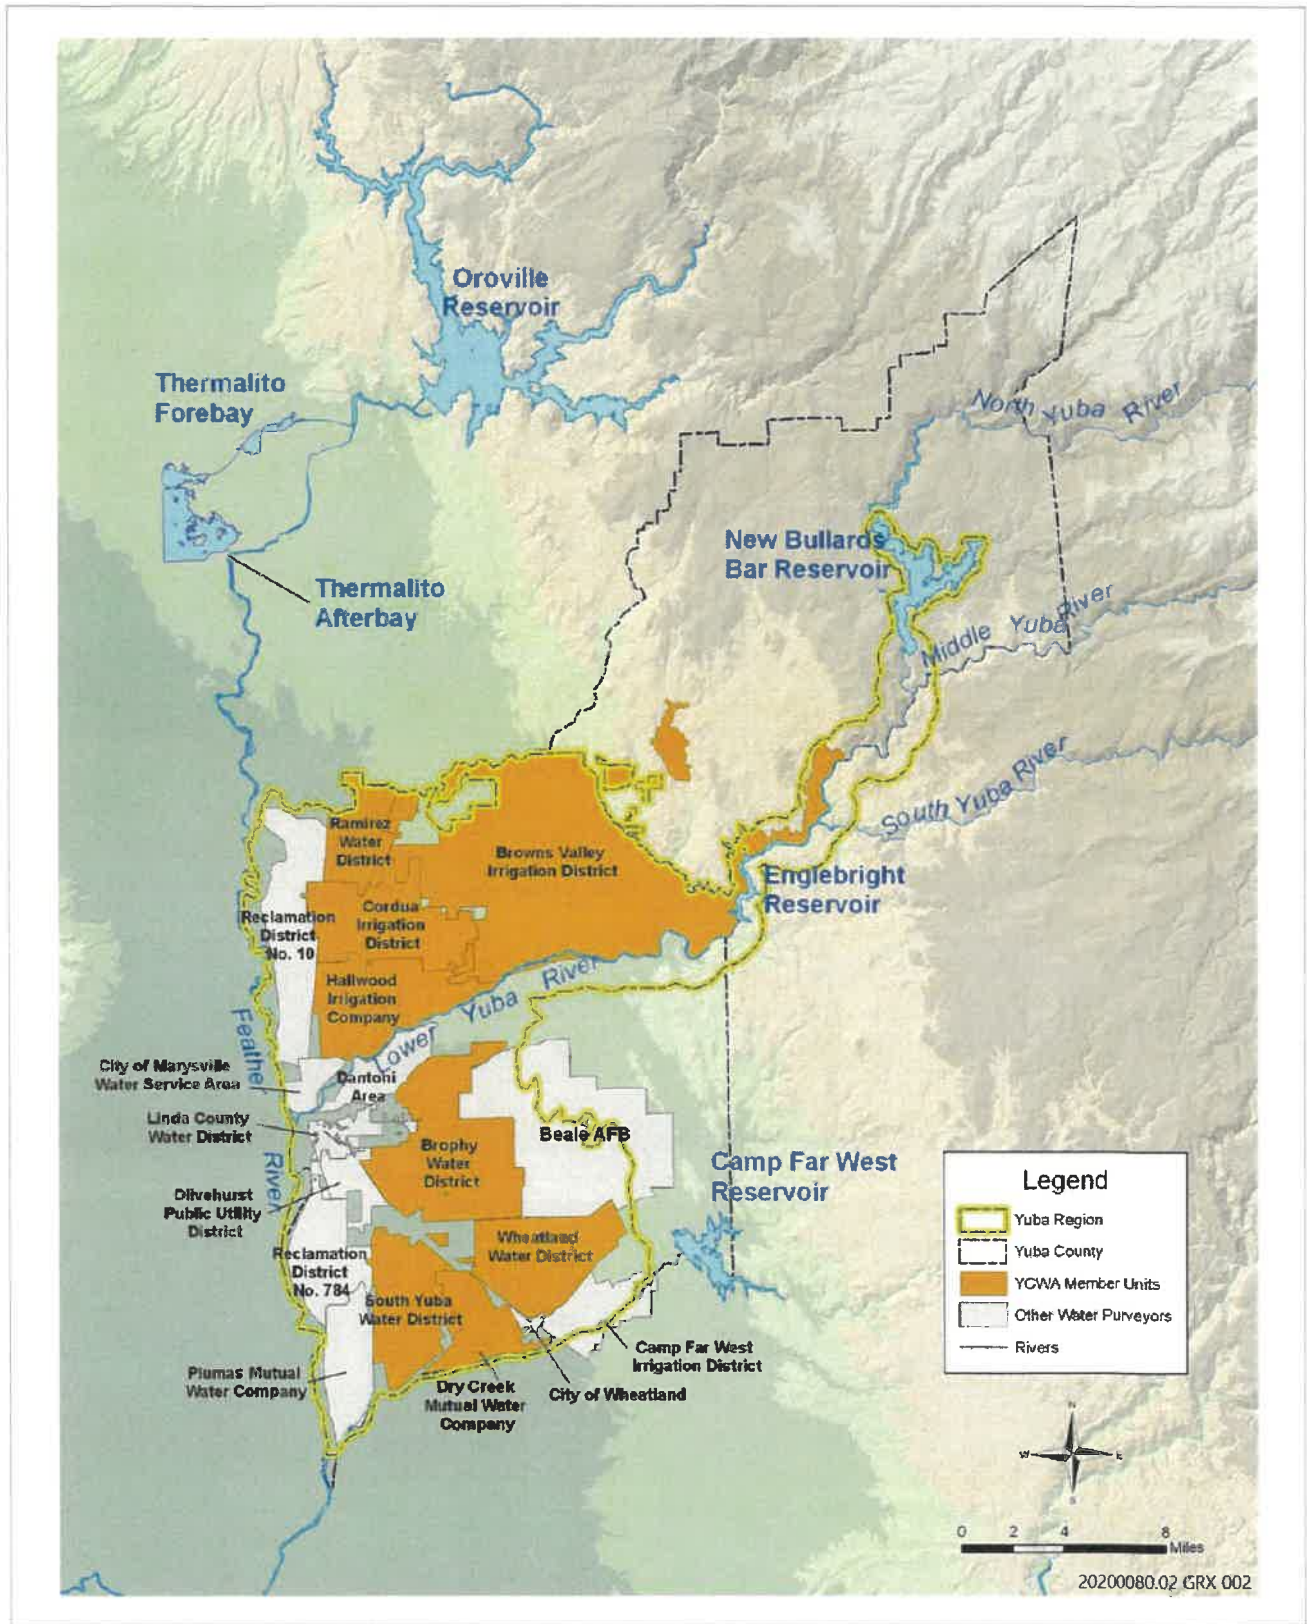 Oroville
Reservoir
Thermalito
Forebay
North Yuba River
New Bullards
Bar Reservoir
Thermalito
Afterbay
Middle Yuba River
South Yuba River
Ramirez
Water
District
Browns Valley
Irrigation District
Englebright
Reservoir
Cordua
Irrigation
District
Reclamation
District
No. 10
Hallwood
Irrigation
Company
Lower Yuba River
Feather River
City of Marysville
Water Service Area
Dantoni
Area
Linda County
Water District
Beale AFB
Brophy
Water
District
Camp Far West
Reservoir
Olivehurst
Public Utility
District
Wheatland
Water District
Reclamation
District
No. 784
South Yuba
Water District
Camp Far West
Irrigation District
Plumas Mutual
Water Company
Dry Creek
Mutual Water
Company
City of Wheatland
Legend
Yuba Region
Yuba County
YCWA Member Units
Other Water Purveyors
Rivers
N
W E
S
0 2 4 8
Miles
20200080.02 GRX 002